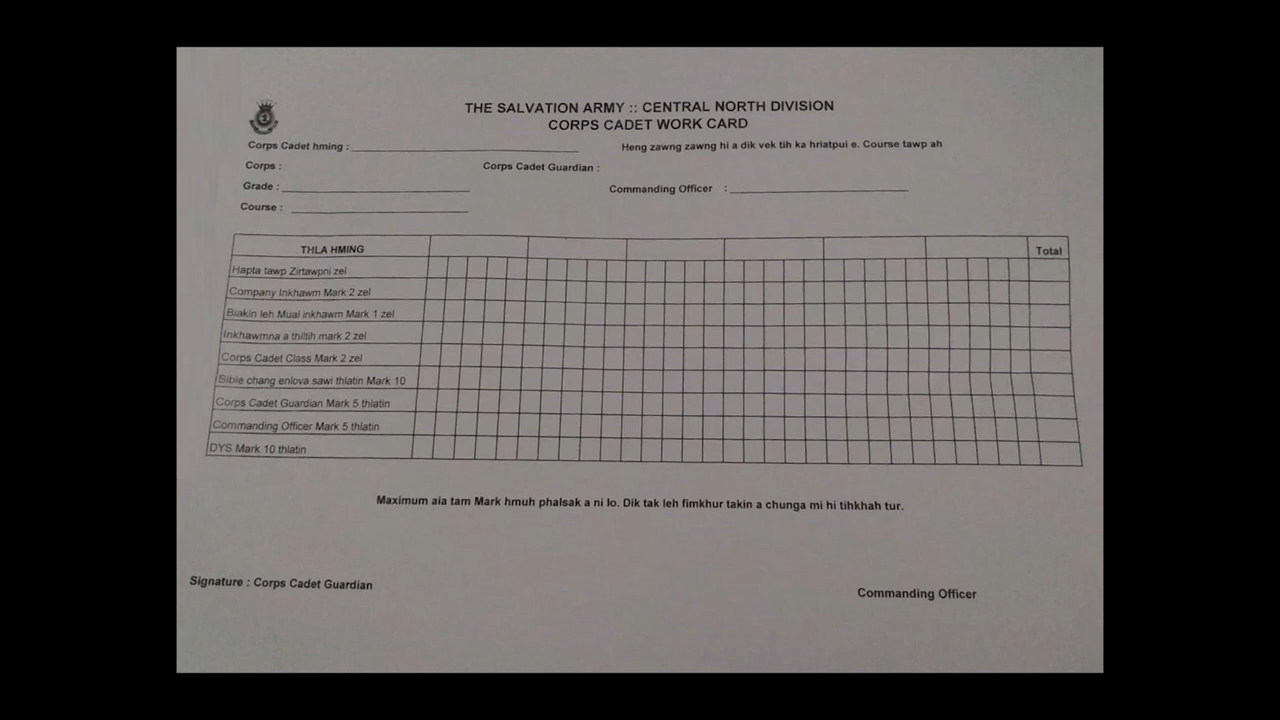 THE SALVATION ARMY :: CENTRAL NORTH DIVISION
CORPS CADET WORK CARD
Corps Cadet hming : Heng zawng zawng hi a dik vek tih ka hriatpui e. Course tawp ah
Corps : Corps Cadet Guardian :
Grade : Commanding Officer :
Course :
THLA HMING Total
Hapta tawp Zirtawpni zel
Company Inkhawm Mark 2 zel
Biakin leh Mual inkhawm Mark 1 zel
Inkhawmna a thiltih mark 2 zel
Corps Cadet Class Mark 2 zel
Bible chang enlova sawi thlatin Mark 10
Corps Cadet Guardian Mark 5 thlatin
Commanding Officer Mark 5 thlatin
DYS Mark 10 thlatin
Maximum aia tam Mark hmuh phalsak a ni lo. Dik tak leh fimkhur takin a chunga mi hi tihkhah tur.
Signature : Corps Cadet Guardian
Commanding Officer